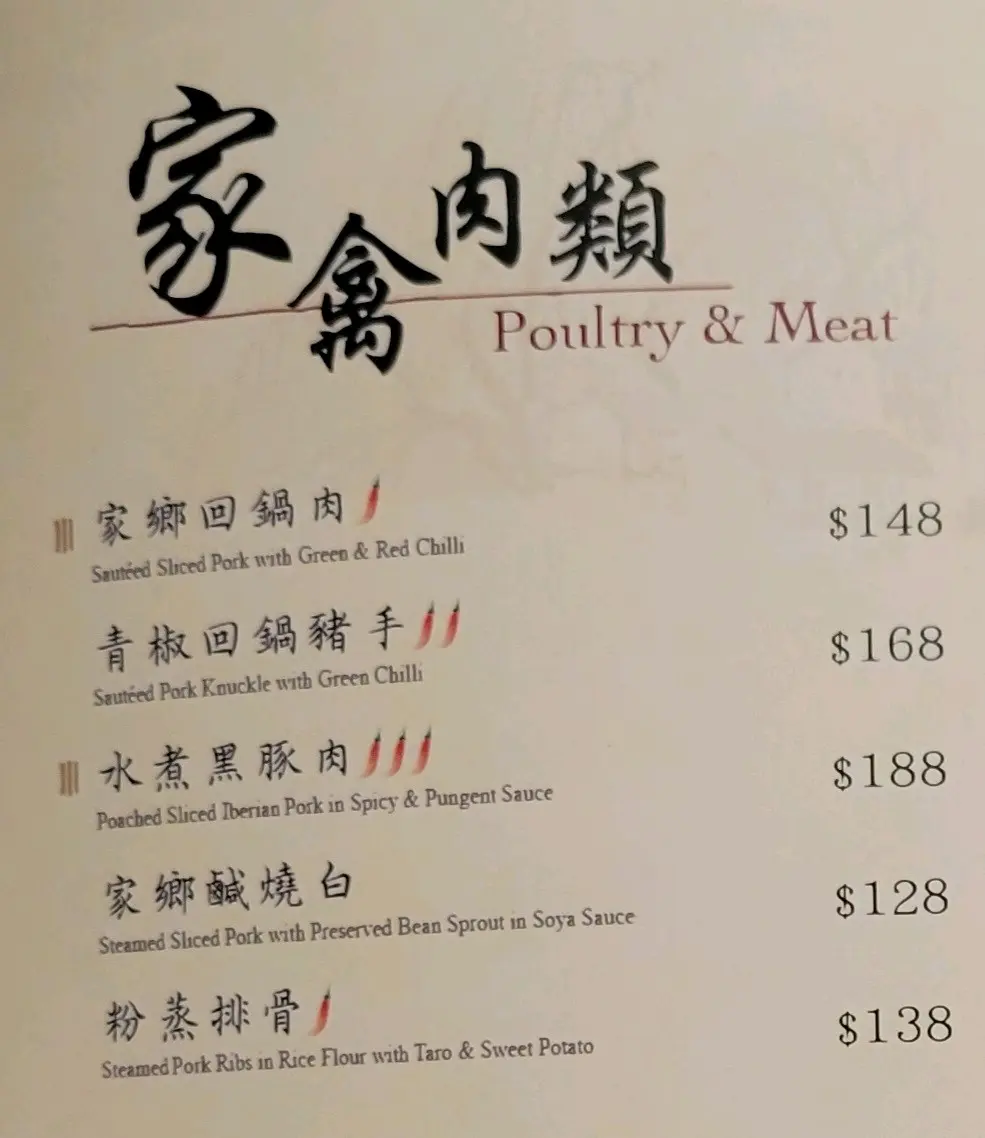 家禽肉類
Poultry & Meat
家鄉回鍋肉
$148
Sautéed Sliced Pork with Green & Red Chilli
青椒回鍋豬手
$168
Sautéed Pork Knuckle with Green Chilli
水煮黑豚肉
$188
Poached Sliced Iberian Pork in Spicy & Pungent Sauce
家鄉鹹燒白
$128
Steamed Sliced Pork with Preserved Bean Sprout in Soya Sauce
粉蒸排骨
$138
Steamed Pork Ribs in Rice Flour with Taro & Sweet Potato